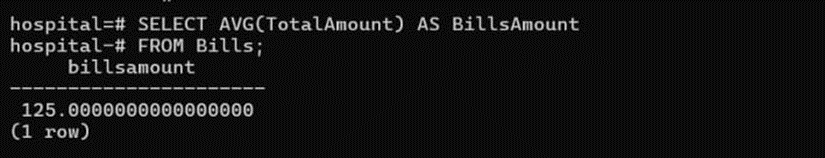 hospital=# SELECT AVG(TotalAmount) AS BillsAmount
hospital-# FROM Bills;
     billsamount
----------------------
 125.0000000000000000
(1 row)